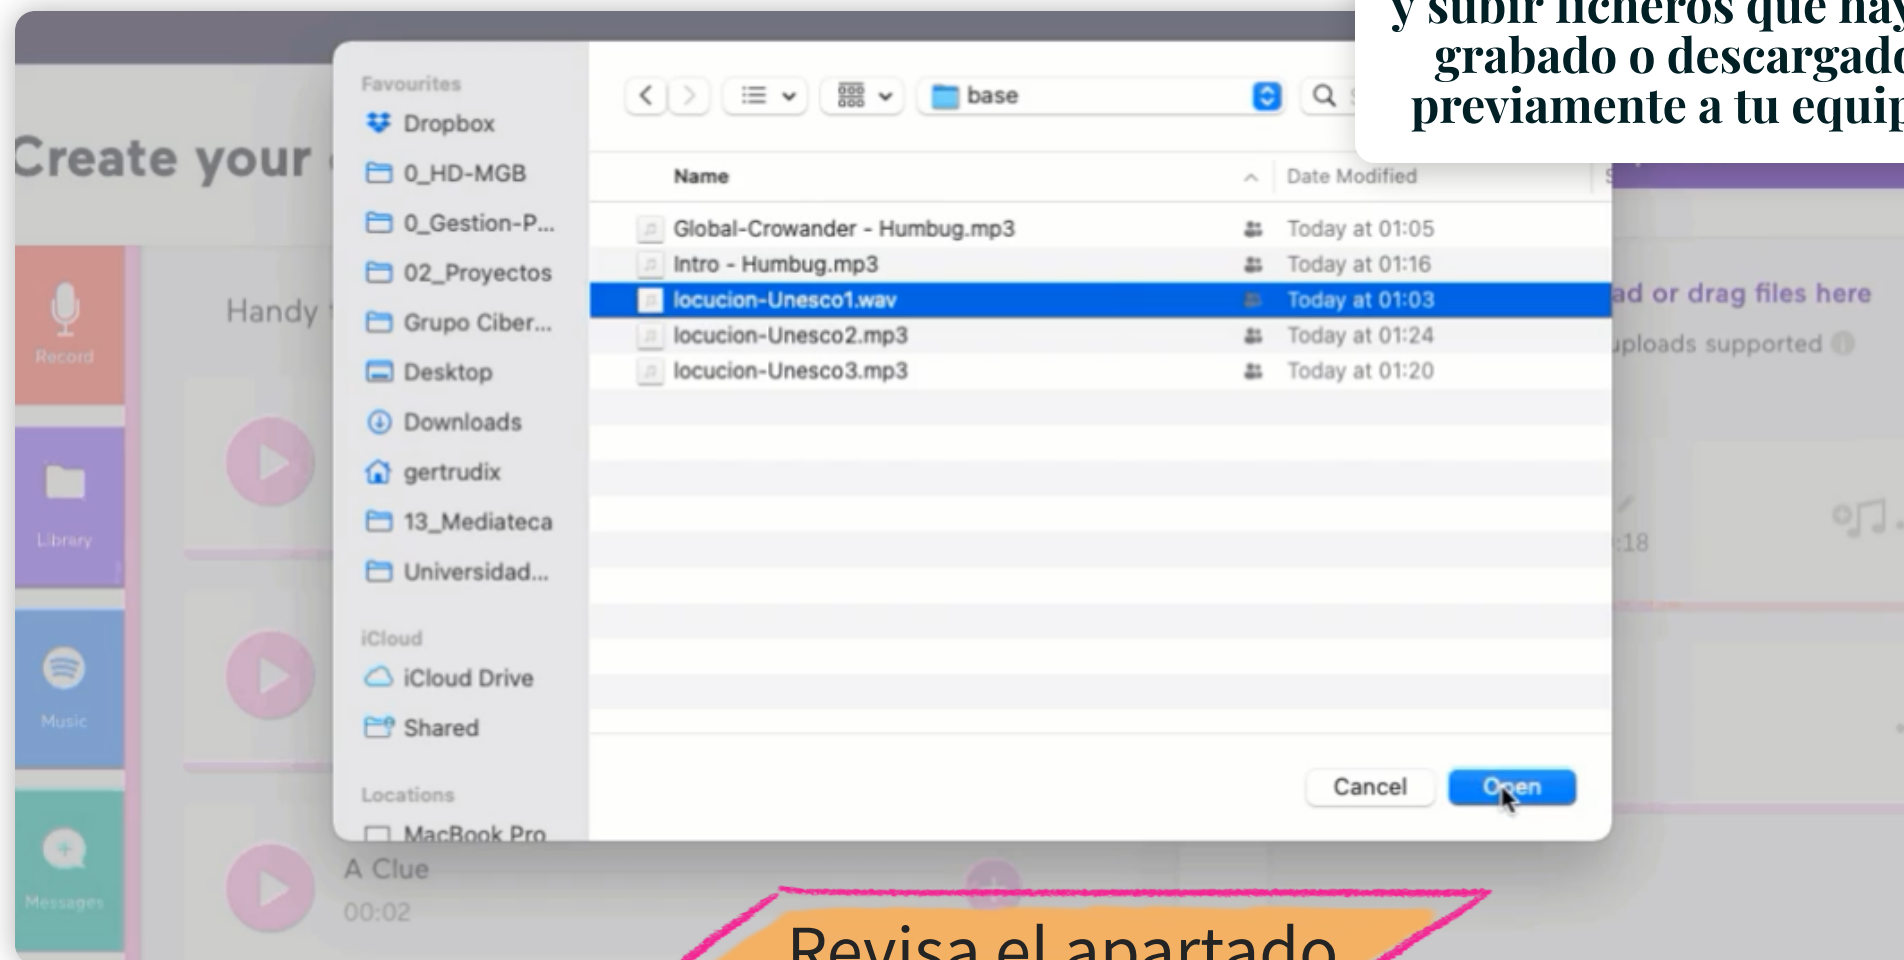 y subir ficheros que
grabado o
previamente a tu
Create your
Favourites
Dropbox
0_HD-MGB
0_Gestion-P...
02_Proyectos
Grupo Ciber...
Desktop
Downloads
gertrudix
13_Mediateca
Universidad...
iCloud
iCloud Drive
Shared
Locations
MacBook Pro
base
Name Date Modified
Global-Crowander - Humbug.mp3 Today at 01:05
Intro - Humbug.mp3 Today at 01:16
locucion-Unesco1.wav Today at 01:03
locucion-Unesco2.mp3 Today at 01:24
locucion-Unesco3.mp3 Today at 01:20
Cancel Open
Record
Library
Music
Messages
Handy
or drag files here
uploads supported
:18
A Clue
00:02
Revisa el apartado